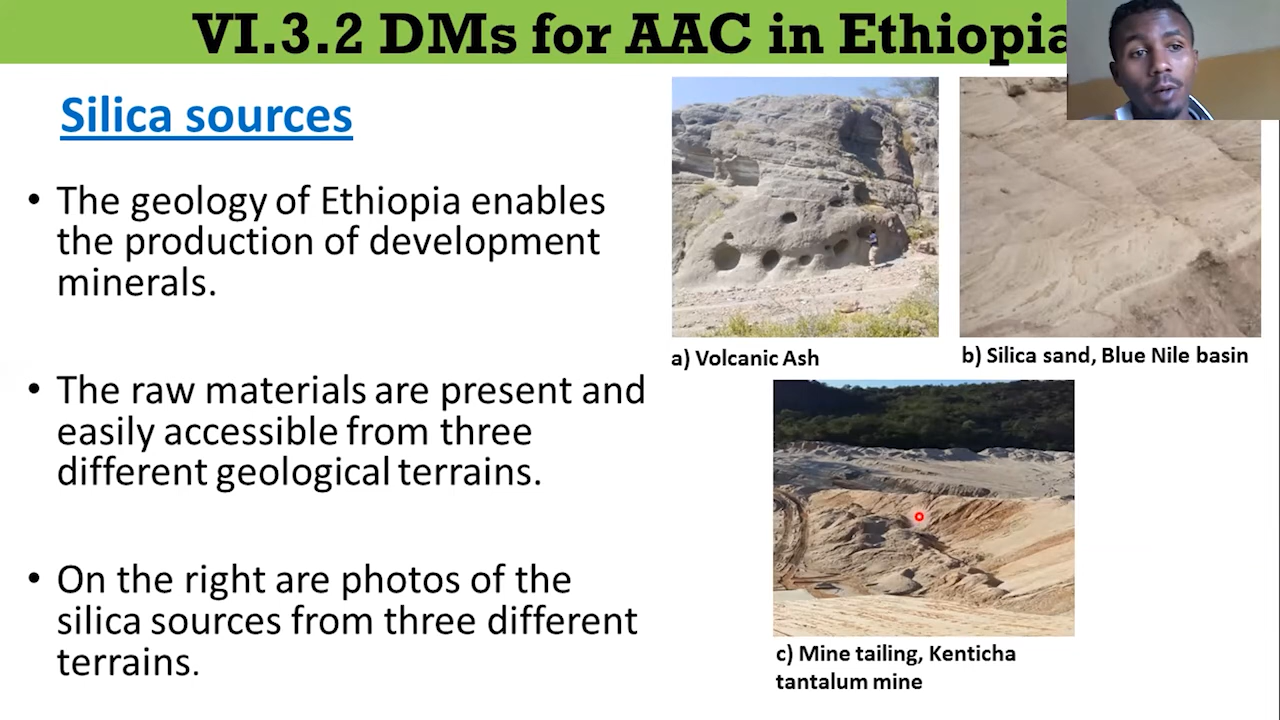 VI.3.2 DMs for AAC in Ethiopia
Silica sources
• The geology of Ethiopia enables
the production of development
minerals.
• The raw materials are present and
easily accessible from three
different geological terrains.
• On the right are photos of the
silica sources from three different
terrains.
a) Volcanic Ash
b) Silica sand, Blue Nile basin
c) Mine tailing, Kenticha
tantalum mine